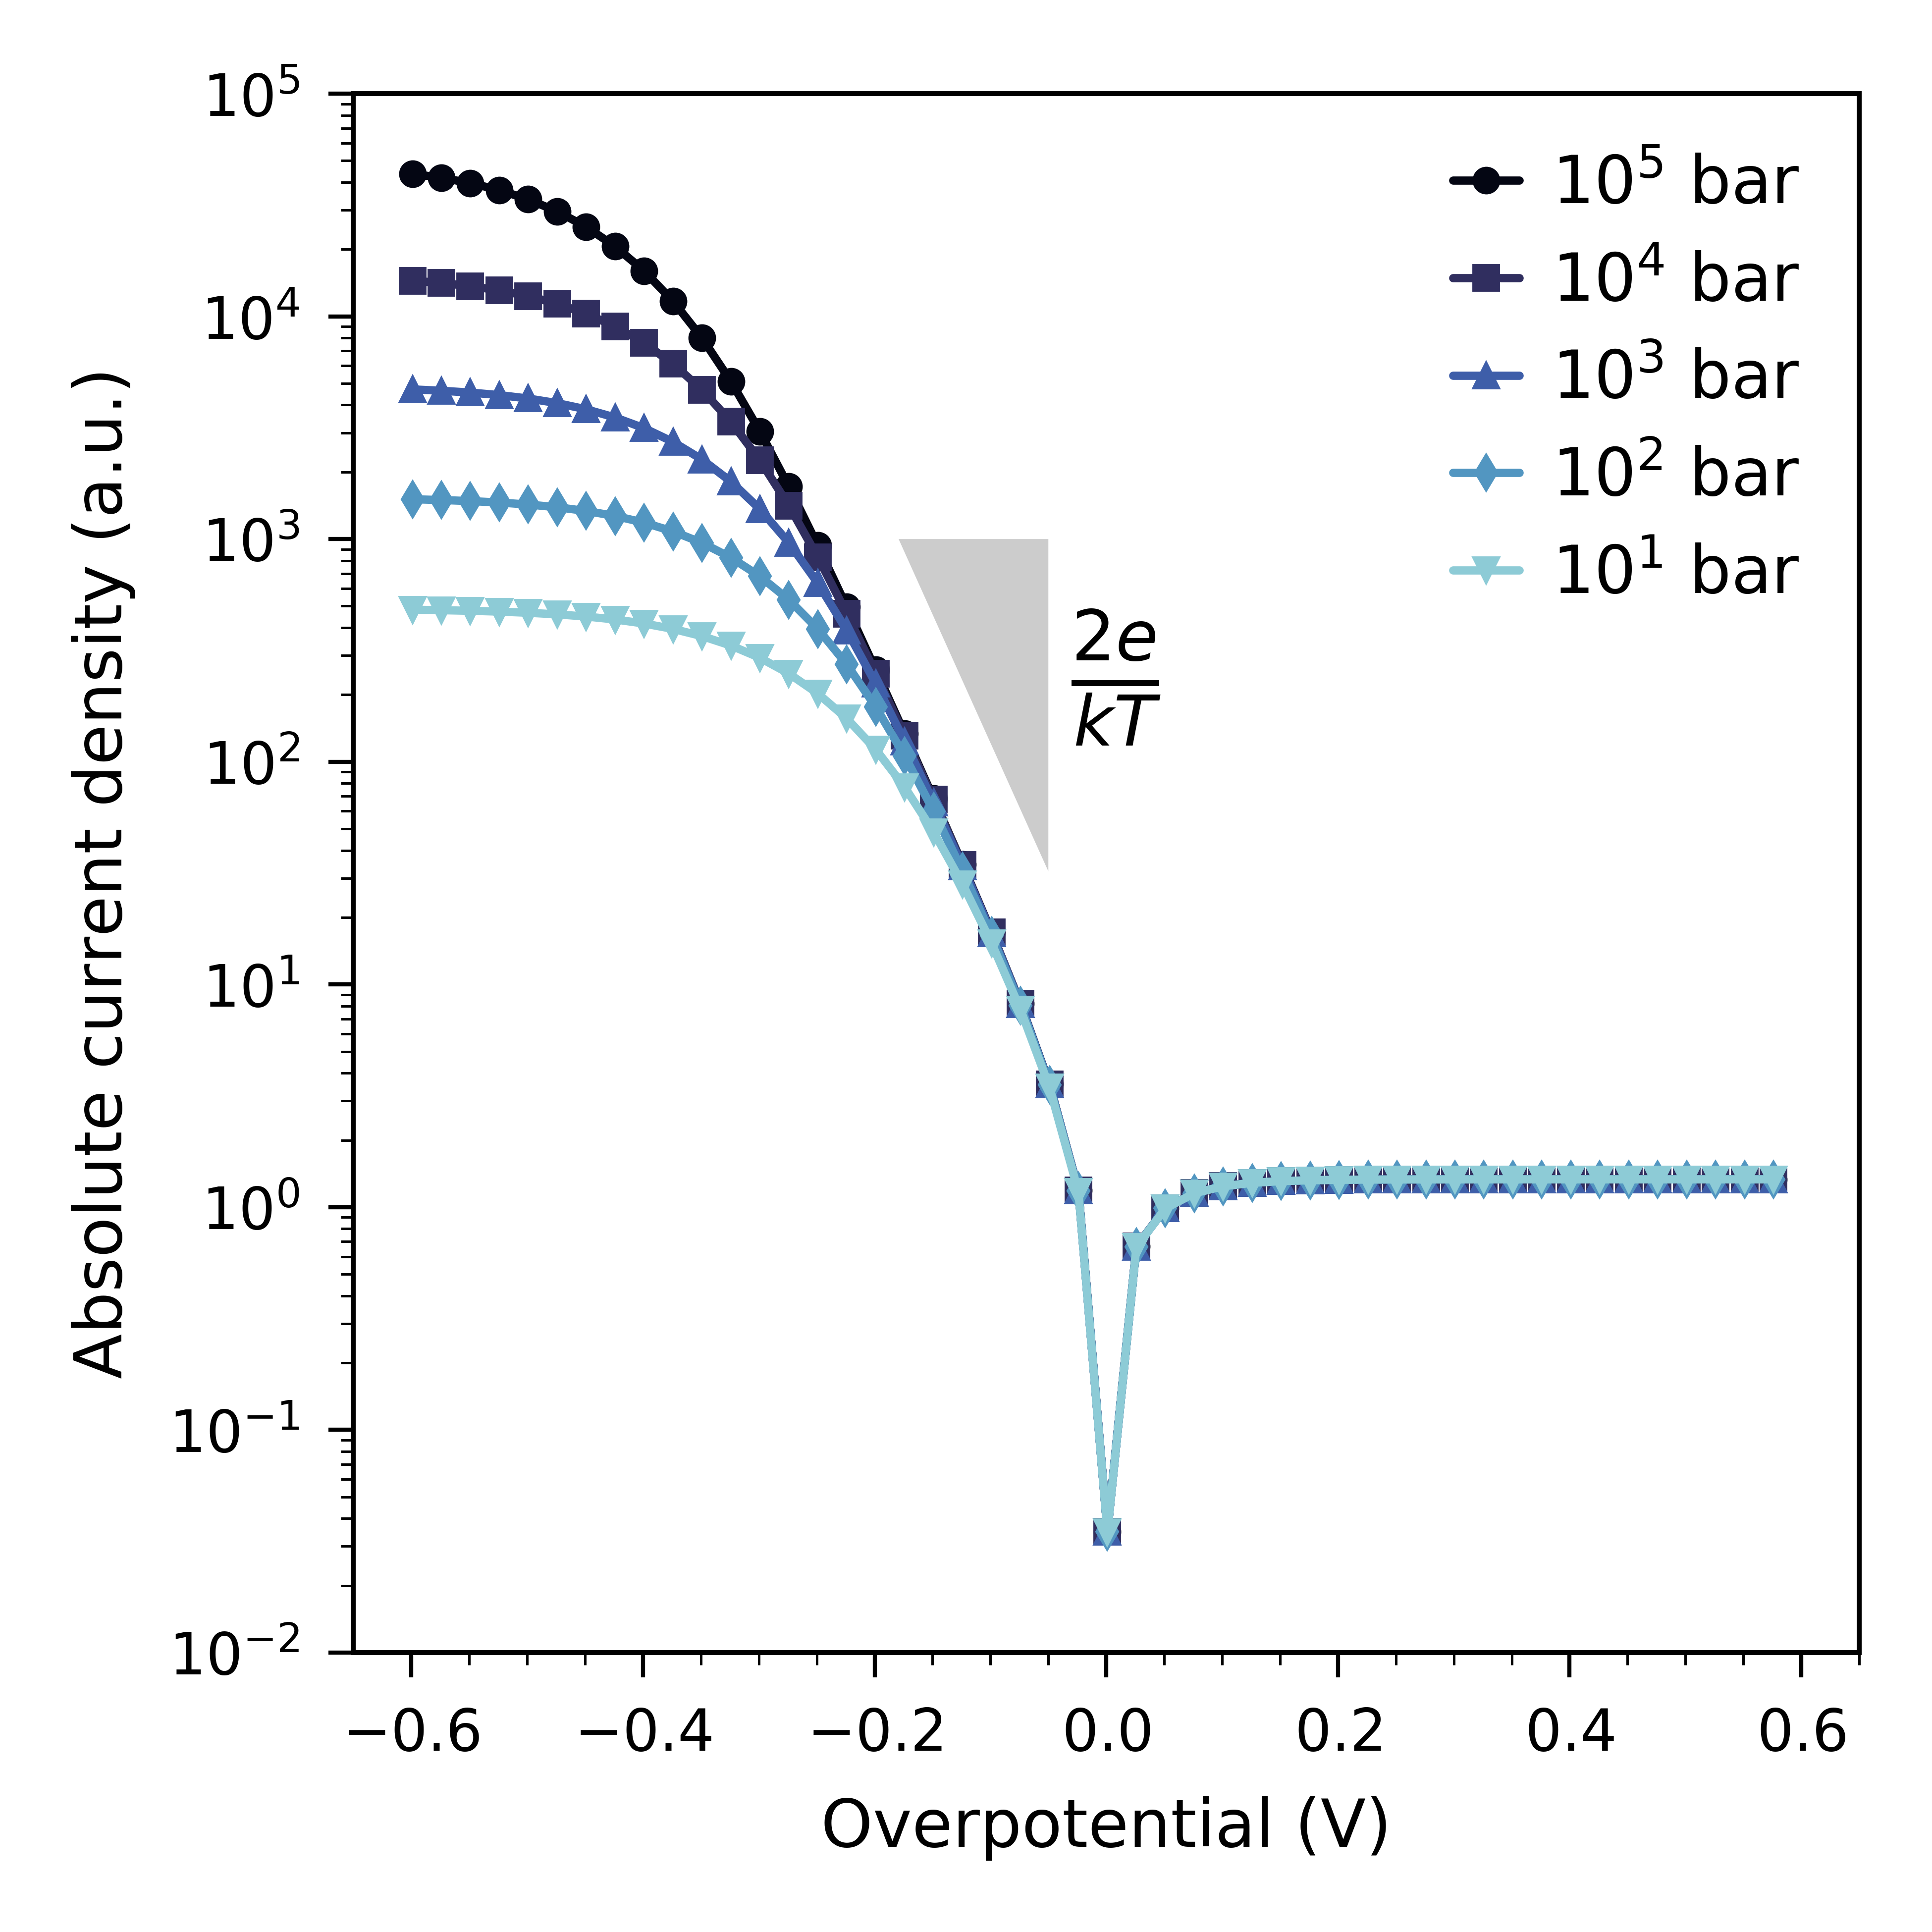 Absolute current density (a.u.)
10⁵
10⁴
10³
10²
10¹
10⁰
10⁻¹
10⁻²
10⁵ bar
10⁴ bar
10³ bar
10² bar
10¹ bar
2e
kT
−0.6 −0.4 −0.2 0.0 0.2 0.4 0.6
Overpotential (V)